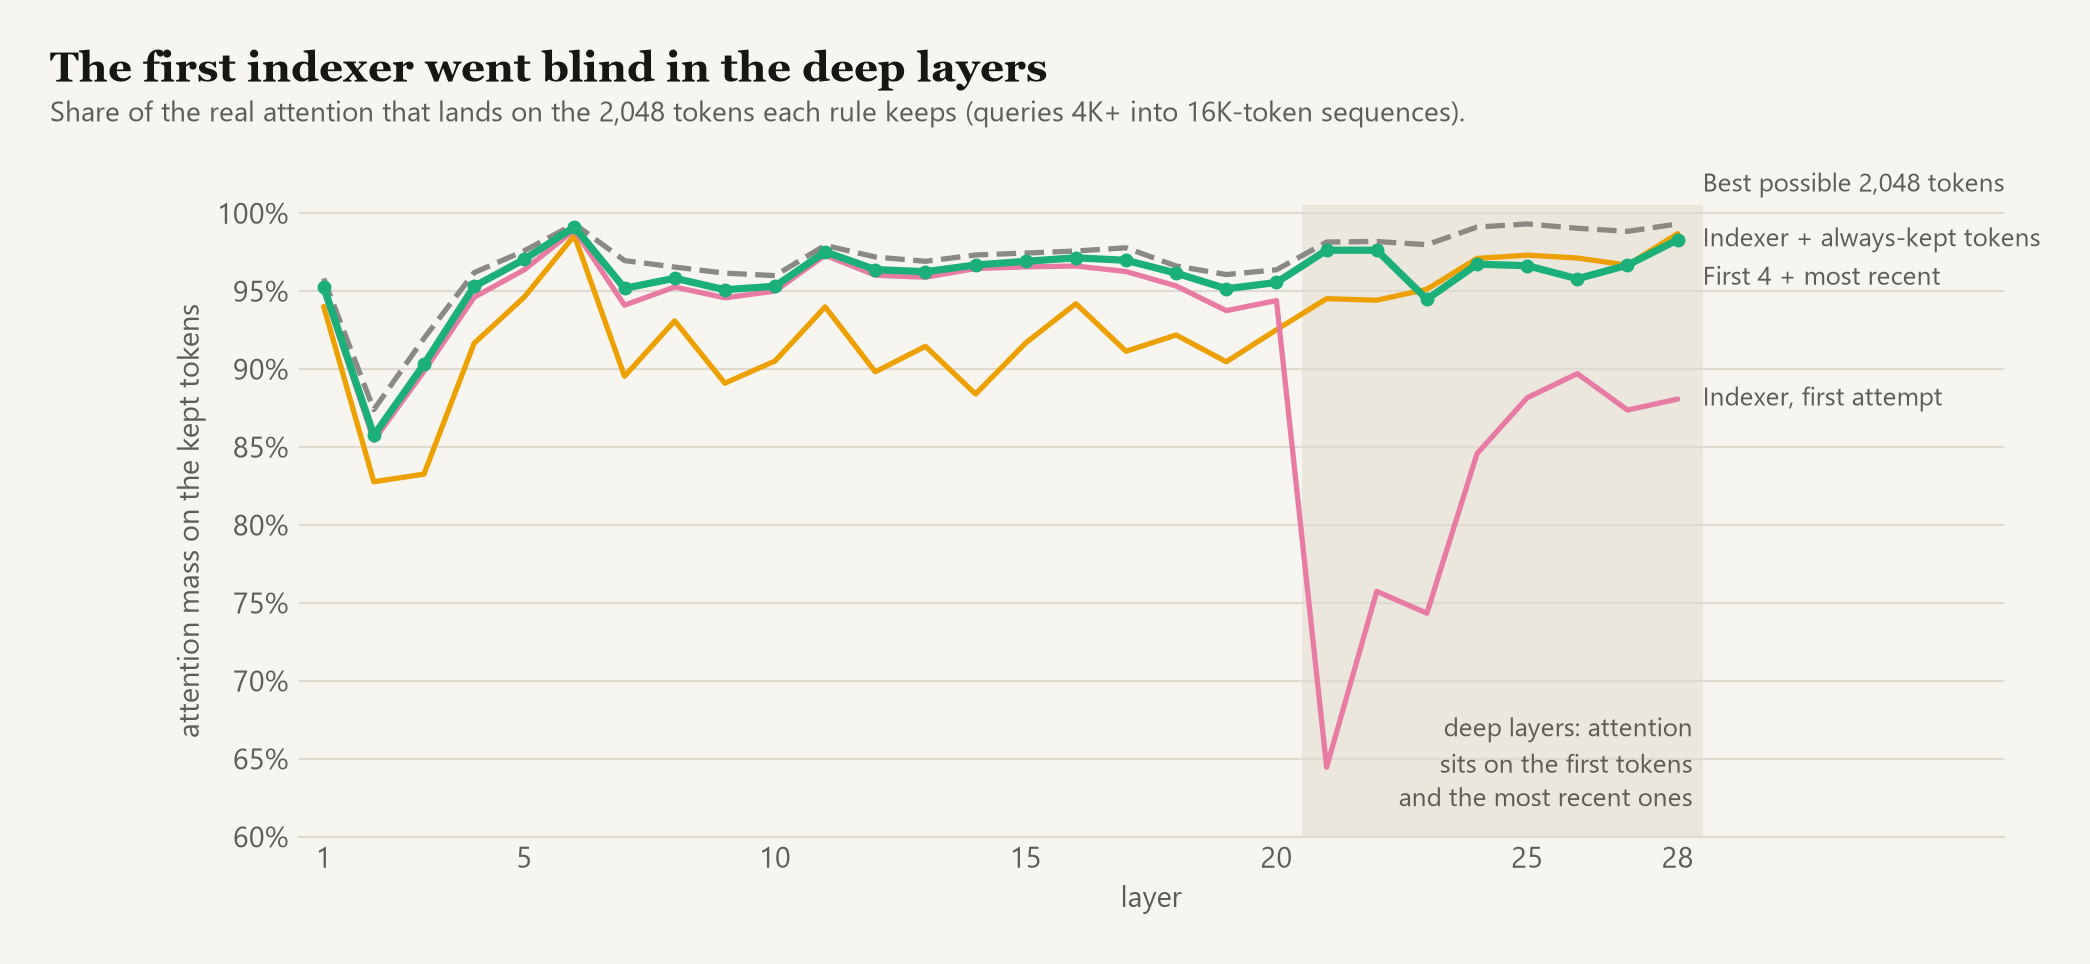 The first indexer went blind in the deep layers
Share of the real attention that lands on the 2,048 tokens each rule keeps (queries 4K+ into 16K-token sequences).
Best possible 2,048 tokens
Indexer + always-kept tokens
First 4 + most recent
Indexer, first attempt
100%
95%
90%
85%
80%
75%
70%
65%
60%
attention mass on the kept tokens
deep layers: attention
sits on the first tokens
and the most recent ones
1 5 10 15 20 25 28
layer